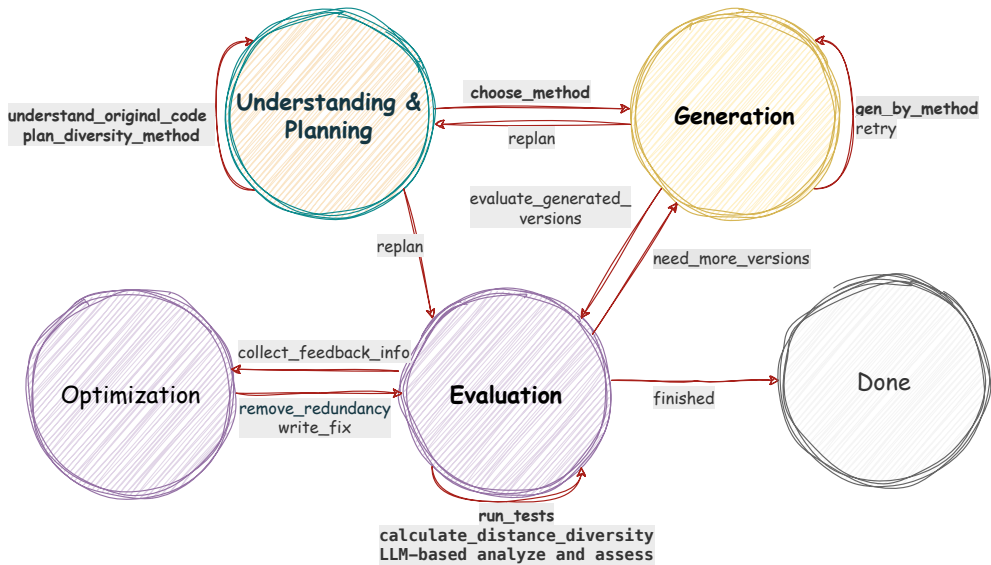 understand_original_code
plan_diversity_method
Understanding &
Planning
choose_method
replan
Generation
gen_by_method
retry
evaluate_generated_
versions
need_more_versions
replan
Optimization
collect_feedback_info
remove_redundancy
write_fix
Evaluation
finished
Done
run_tests
calculate_distance_diversity
LLM-based analyze and assess